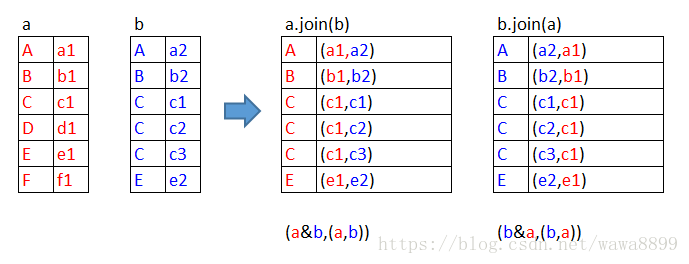 a b a.join(b) b.join(a)
A a1 A a2 A (a1,a2) A (a2,a1)
B b1 B b2 B (b1,b2) B (b2,b1)
C c1 C c1 C (c1,c1) C (c1,c1)
D d1 C c2 C (c1,c2) C (c2,c1)
E e1 C c3 C (c1,c3) C (c3,c1)
F f1 E e2 E (e1,e2) E (e2,e1)
(a&b,(a,b)) (b&a,(b,a))
https://blog.csdn.net/wawa8899